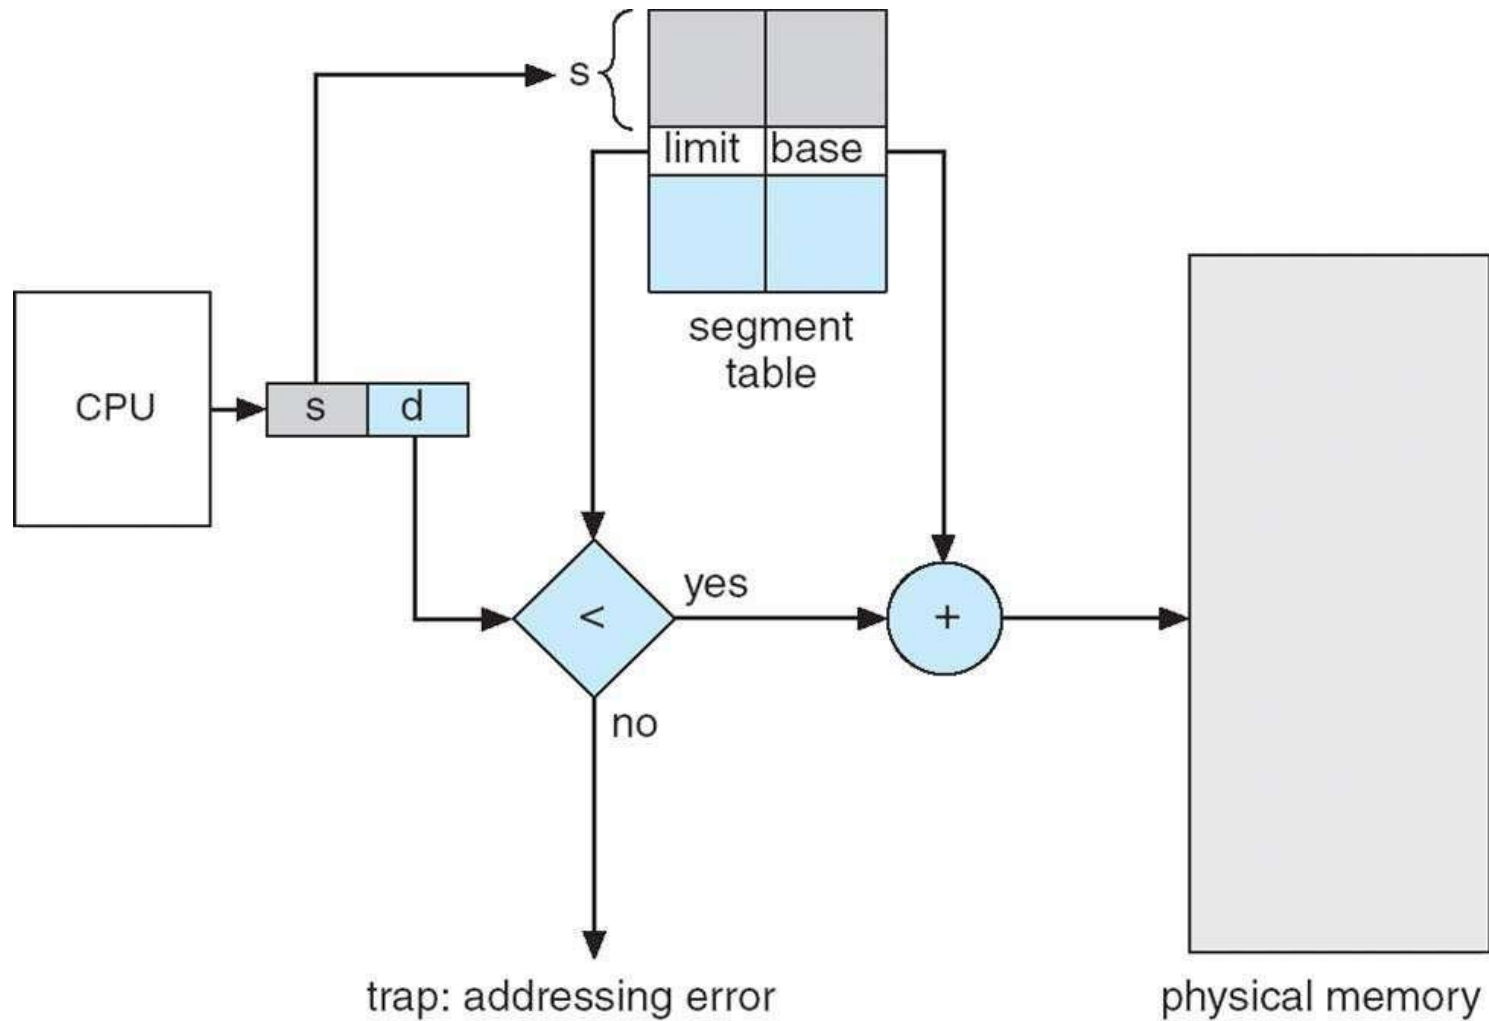 s
limit
base
segment
table
CPU
s
d
<
yes
+
no
trap: addressing error
physical memory